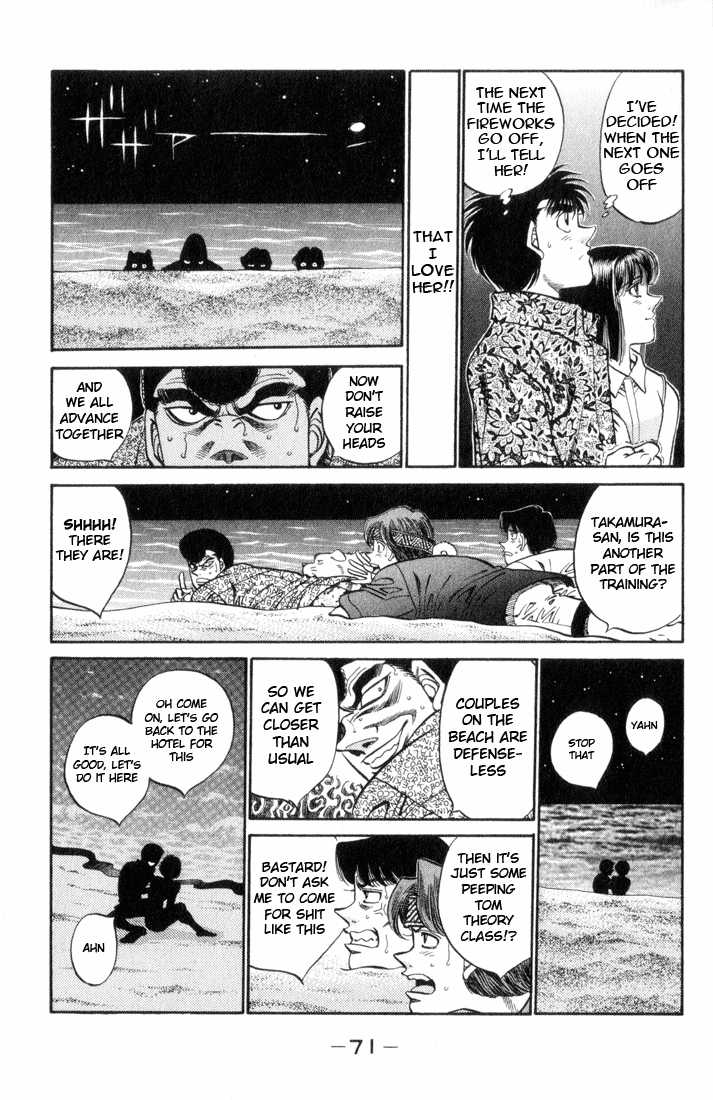 I'VE
DECIDED!
WHEN THE
NEXT ONE
GOES
OFF
THE NEXT
TIME THE
FIREWORKS
GO OFF,
I'LL TELL
HER!
THAT
I
LOVE
HER!!
ザザァー
NOW
DON'T
RAISE
YOUR
HEADS
AND
WE ALL
ADVANCE
TOGETHER
TAKAMURA-
SAN, IS THIS
ANOTHER
PART OF THE
TRAINING?
SHHHH!
THERE
THEY ARE!
YAHN
STOP
THAT
COUPLES
ON THE
BEACH ARE
DEFENSE-
LESS
SO WE
CAN GET
CLOSER
THAN
USUAL
THEN IT'S
JUST SOME
PEEPING
TOM
THEORY
CLASS!?
BASTARD!
DON'T ASK
ME TO COME
FOR SHIT
LIKE THIS
OH COME
ON, LET'S GO
BACK TO THE
HOTEL FOR
THIS
IT'S ALL
GOOD, LET'S
DO IT HERE
AHN
—71—